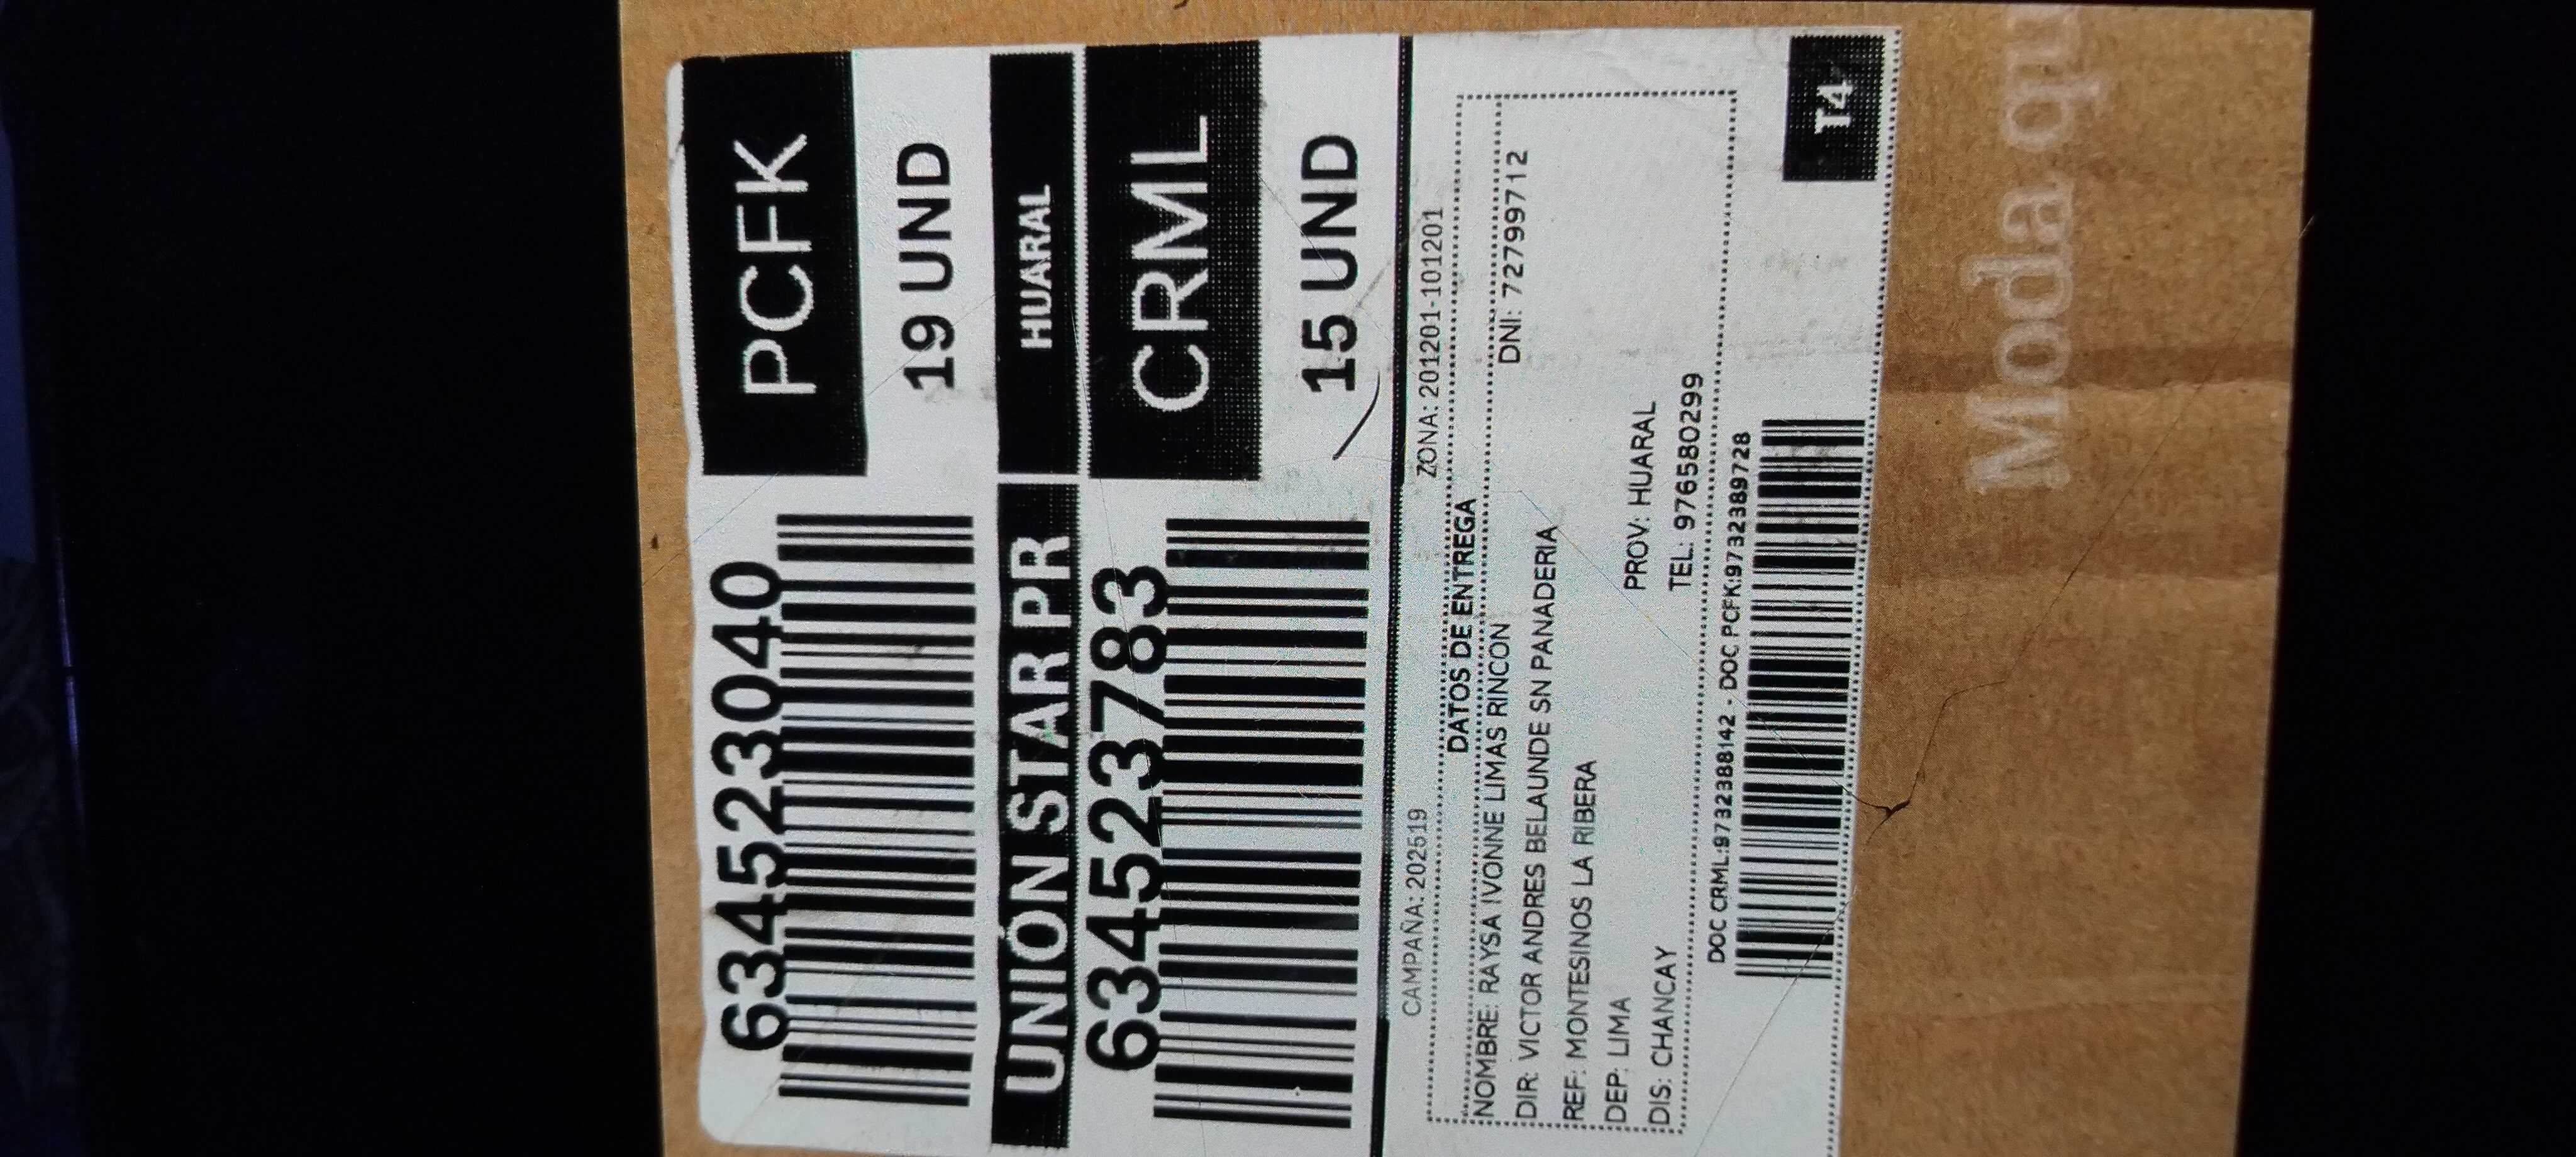 634523040
PCFK
19 UND
UNIÓN STAR PR
HUARAL
634523783
CRML
15 UND
CAMPAÑA: 202519 ZONA: 201201-101201
DATOS DE ENTREGA
NOMBRE: RAYSA IVONNE LIMAS RINCON DNI: 72799712
DIR: VICTOR ANDRES BELAUNDE SN PANADERIA
REF: MONTESINOS LA RIBERA
DEP: LIMA PROV: HUARAL
DIS: CHANCAY TEL: 976580299
DOC CRML:9732388142 - DOC PCFK:9732389728
T4
Moda qu